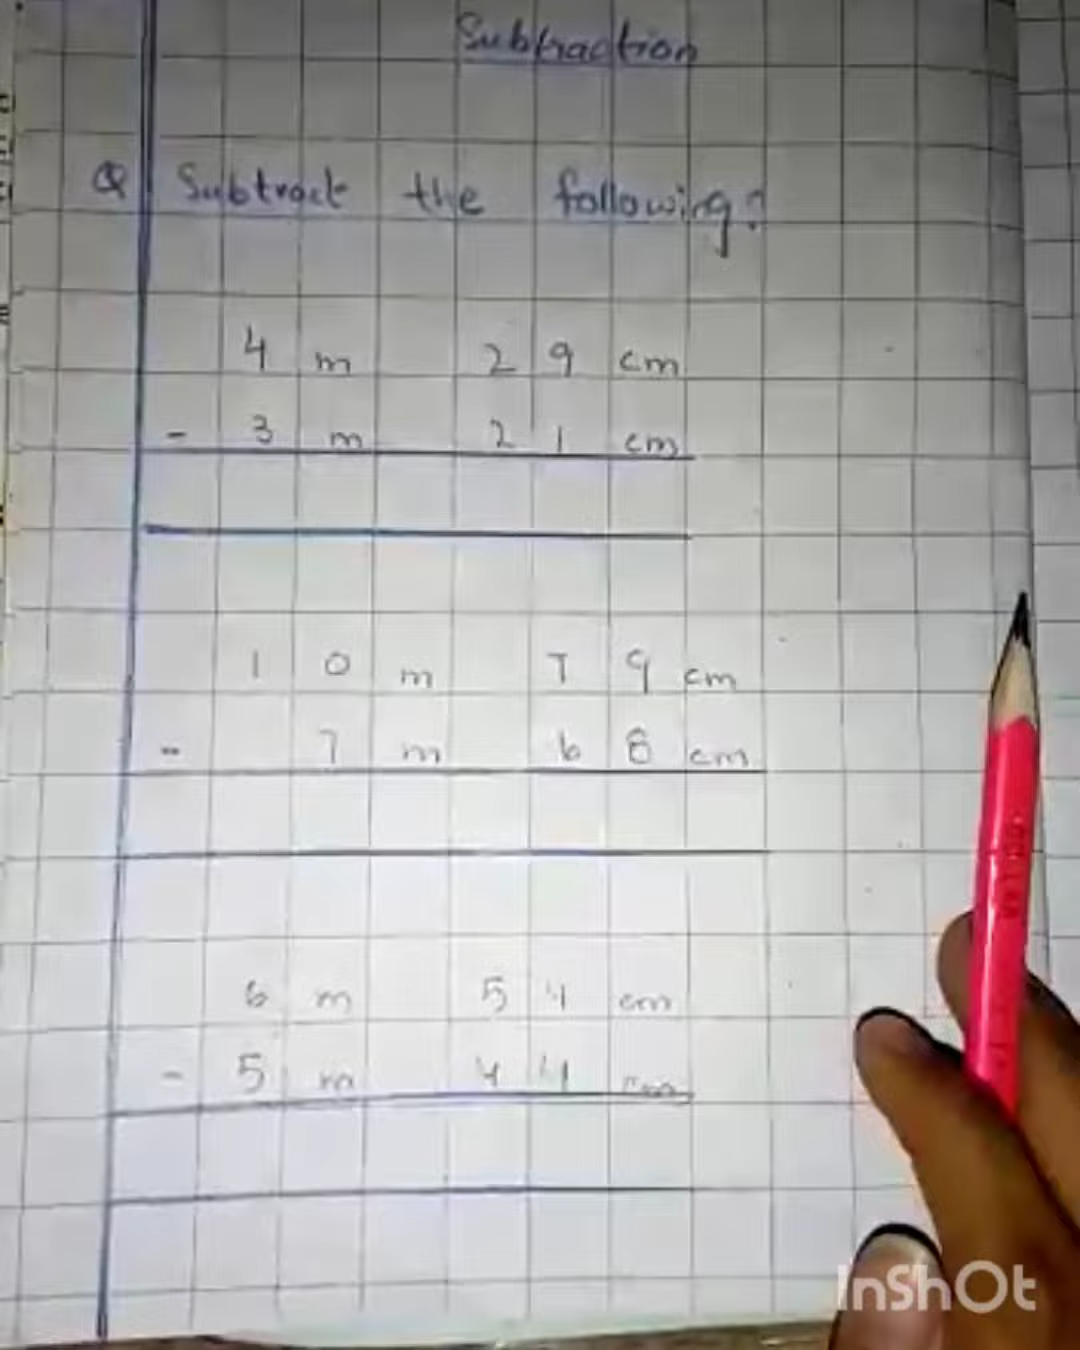 Subtraction
Q Subtract the following?
4 m 29 cm
- 3 m 21 cm
10 m 79 cm
- 7 m 68 cm
6 m 54 cm
- 5 m 44 cm
InShOt